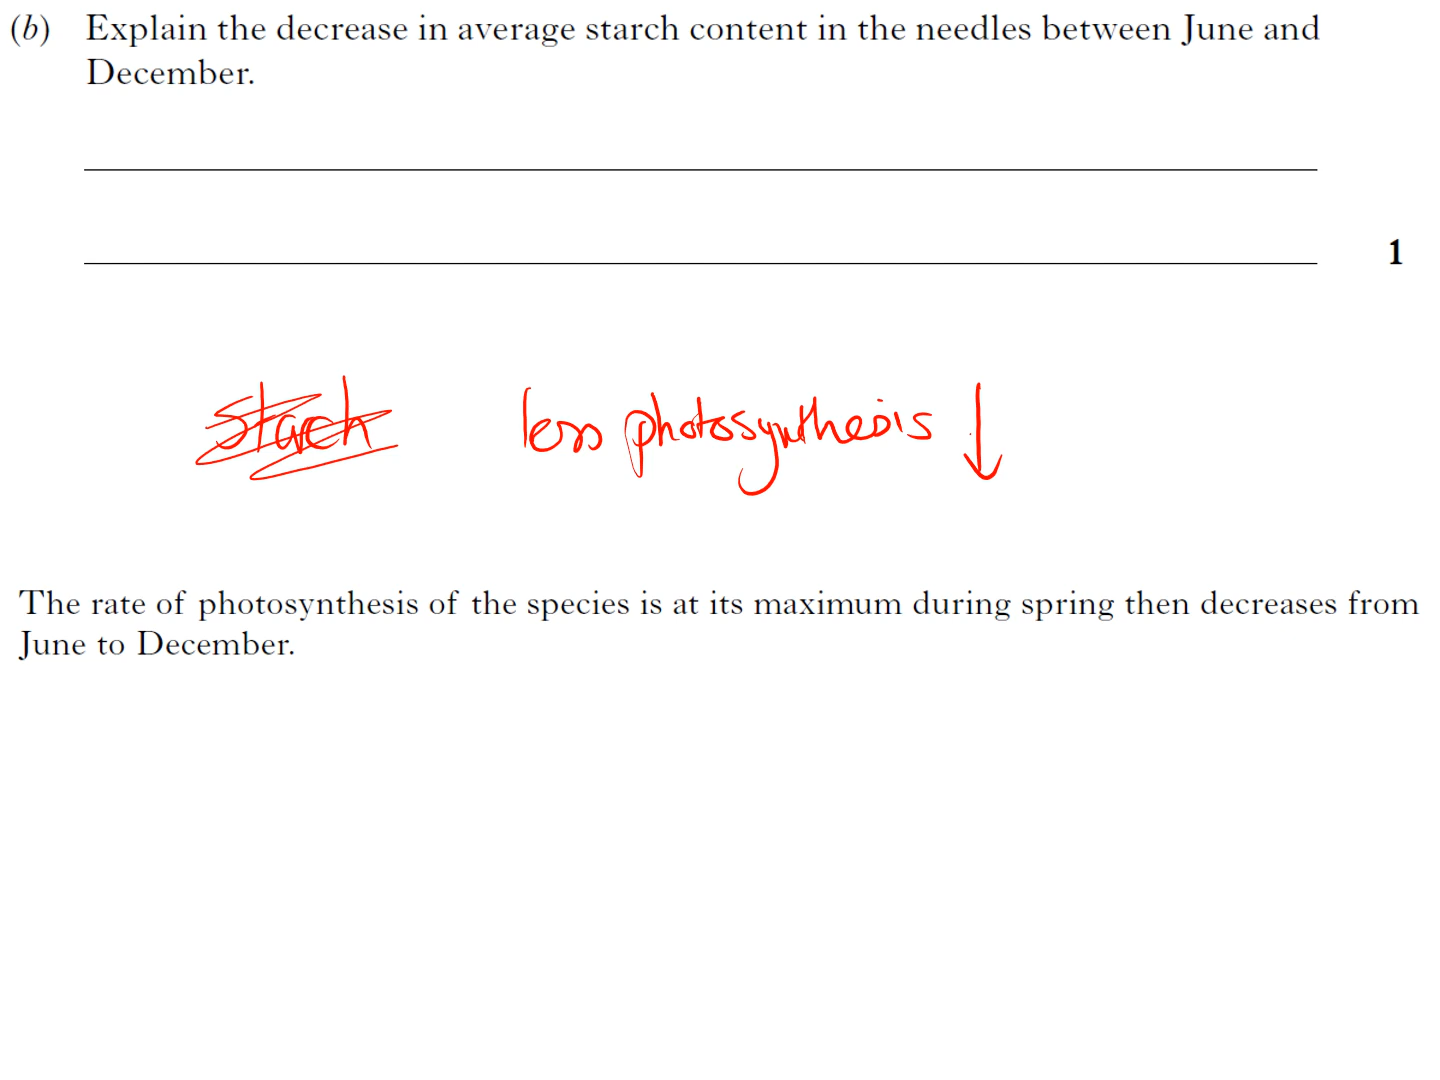 (b) Explain the decrease in average starch content in the needles between June and
December.
1
stach less photosynthesis ↓
The rate of photosynthesis of the species is at its maximum during spring then decreases from
June to December.